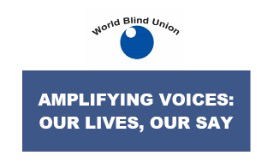 World Blind Union
AMPLIFYING VOICES:
OUR LIVES, OUR SAY